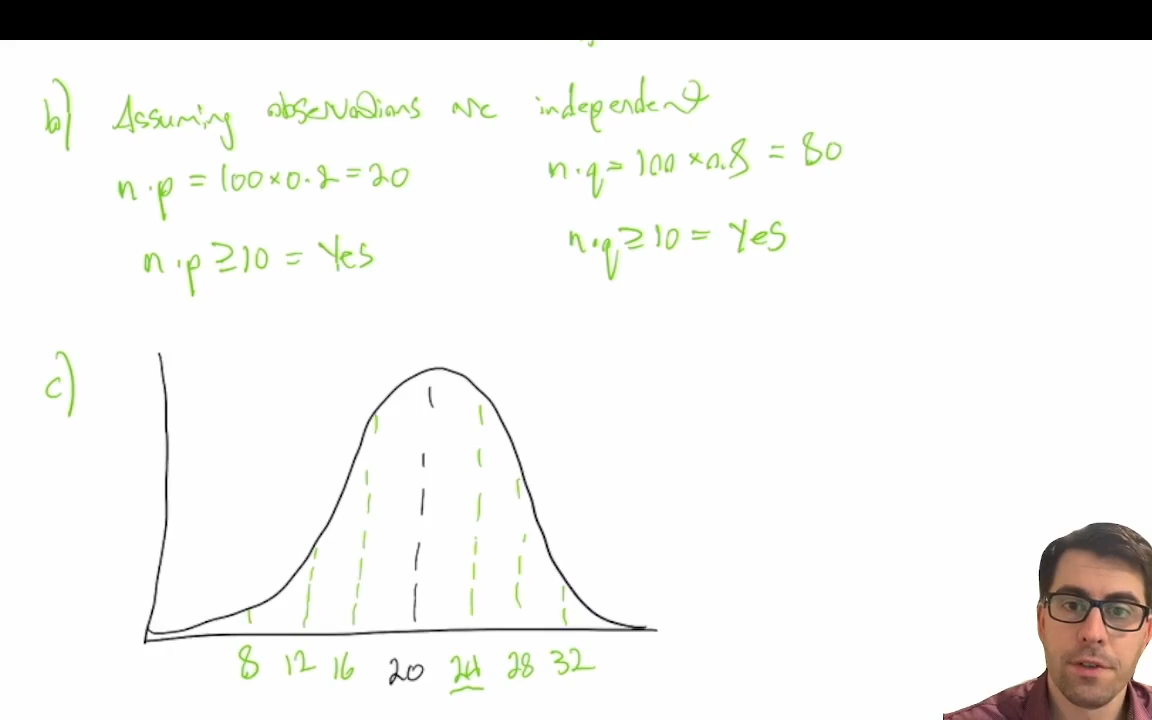 b) Assuming observations are independent
n·p = 100×0.2 = 20
n·q = 100×0.8 = 80
n·p ≥ 10 = Yes
n·q ≥ 10 = Yes
c)
8 12 16 20 24 28 32